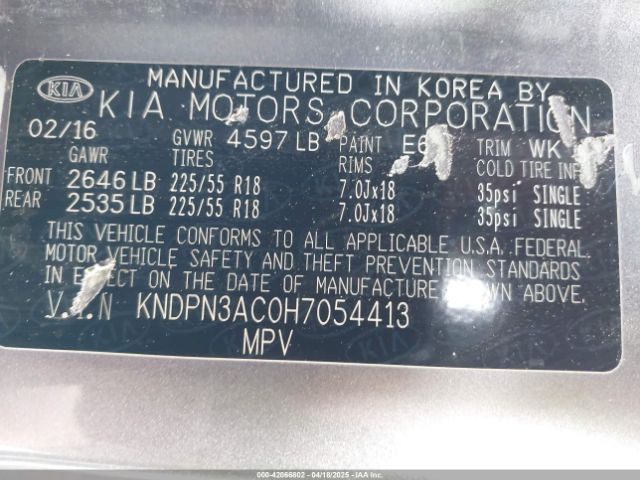 KIA MANUFACTURED IN KOREA BY
KIA MOTORS CORPORATION
02/16 GVWR 4597 LB PAINT TRIM WK
GAWR TIRES RIMS COLD TIRE
FRONT 2646 LB 225/55 R18 7.0Jx18 35psi SINGLE
REAR 2535 LB 225/55 R18 7.0Jx18 35psi SINGLE
THIS VEHICLE CONFORMS TO ALL APPLICABLE U.S.A. FEDERAL
MOTOR VEHICLE SAFETY AND THEFT PREVENTION STANDARDS
IN EFFECT ON THE DATE OF MANUFACTURE SHOWN ABOVE.
V.I.N KNDPN3AC0H7054413
MPV
000-42066802 - 04/18/2025 - IAAI.COM